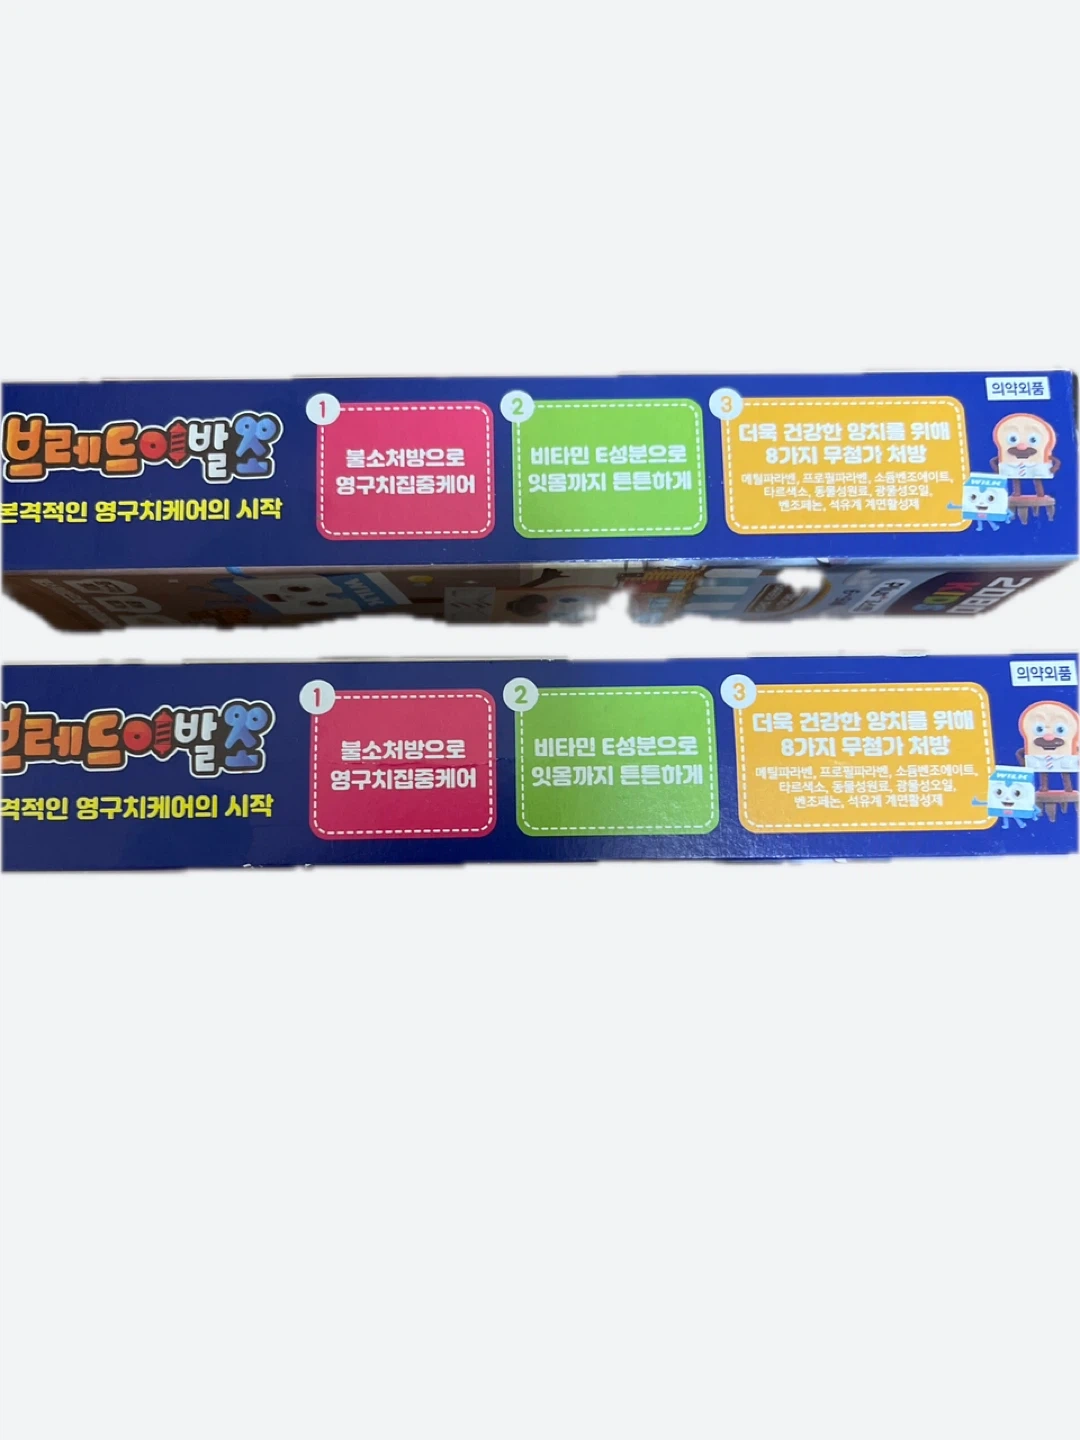 의약외품
브레드이발소
본격적인 영구치케어의 시작
1
불소처방으로
영구치집중케어
2
비타민 E성분으로
잇몸까지 튼튼하게
3
더욱 건강한 양치를 위해
8가지 무첨가 처방
메틸파라벤, 프로필파라벤, 소듐벤조에이트,
타르색소, 동물성원료, 광물성오일,
벤조페논, 석유계 계면활성제
WILK
WILK
2080
KIDS
의약외품
브레드이발소
격적인 영구치케어의 시작
1
불소처방으로
영구치집중케어
2
비타민 E성분으로
잇몸까지 튼튼하게
3
더욱 건강한 양치를 위해
8가지 무첨가 처방
메틸파라벤, 프로필파라벤, 소듐벤조에이트,
타르색소, 동물성원료, 광물성오일,
벤조페논, 석유계 계면활성제
WILK